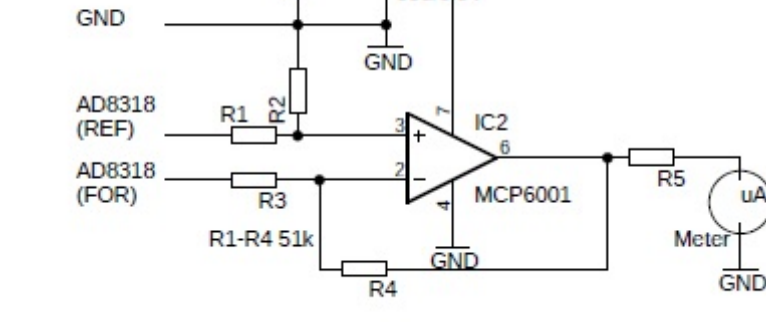 GND
GND
AD8318
(REF)
R1
R2
3
+
7
IC2
6
AD8318
(FOR)
R3
2
−
4
MCP6001
R5
uA
Meter
R1-R4 51k
GND
GND
R4